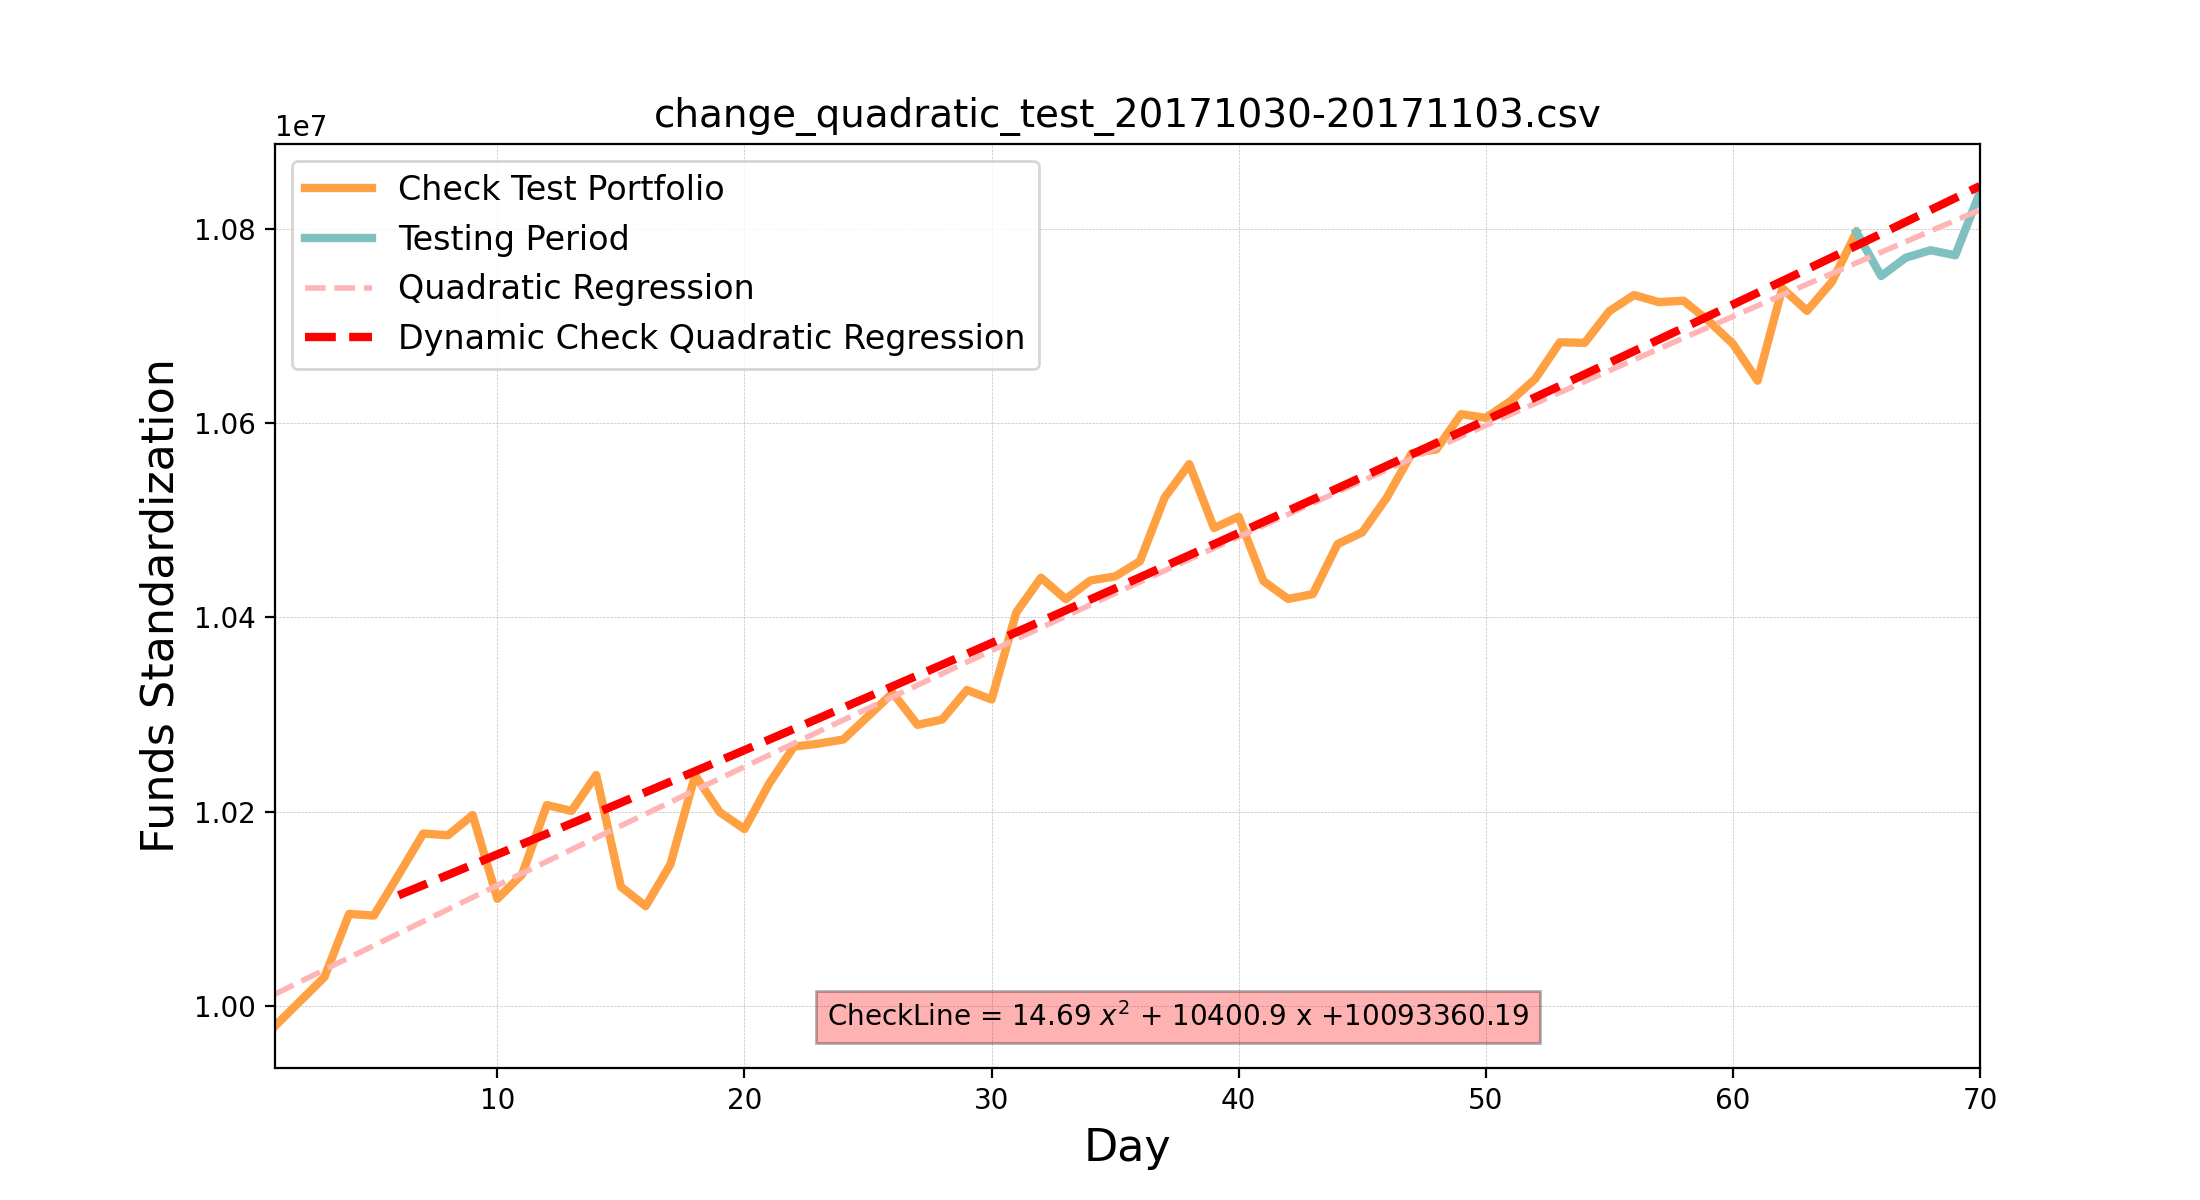 change_quadratic_test_20171030-20171103.csv
1e7
Check Test Portfolio
Testing Period
Quadratic Regression
Dynamic Check Quadratic Regression
1.08
1.06
1.04
1.02
1.00
Funds Standardization
CheckLine = 14.69 x² + 10400.9 x +10093360.19
10 20 30 40 50 60 70
Day